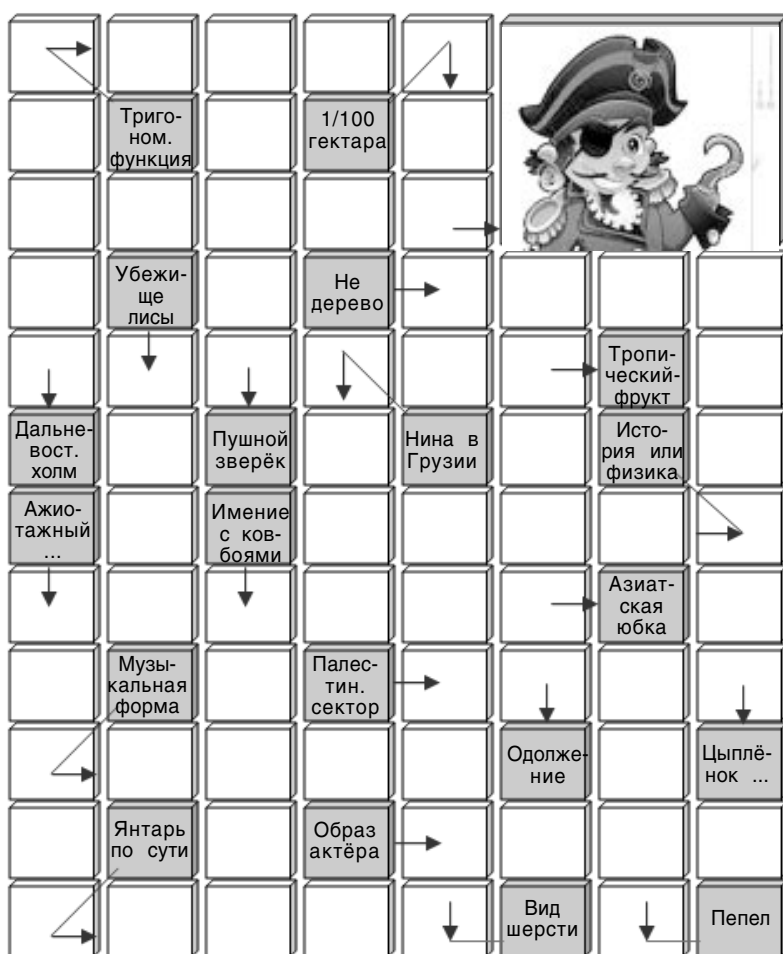 Триго-
ном.
функция
1/100
гектара
Убежи-
ще
лисы
Не
дерево
Тропи-
ческий-
фрукт
Дальне-
вост.
холм
Пушной
зверёк
Нина в
Грузии
Исто-
рия или
физика
Ажио-
тажный
...
Имение
с ков-
боями
Азиат-
ская
юбка
Музы-
кальная
форма
Палес-
тин.
сектор
Одолже-
ние
Цыплё-
нок ...
Янтарь
по сути
Образ
актёра
Вид
шерсти
Пепел